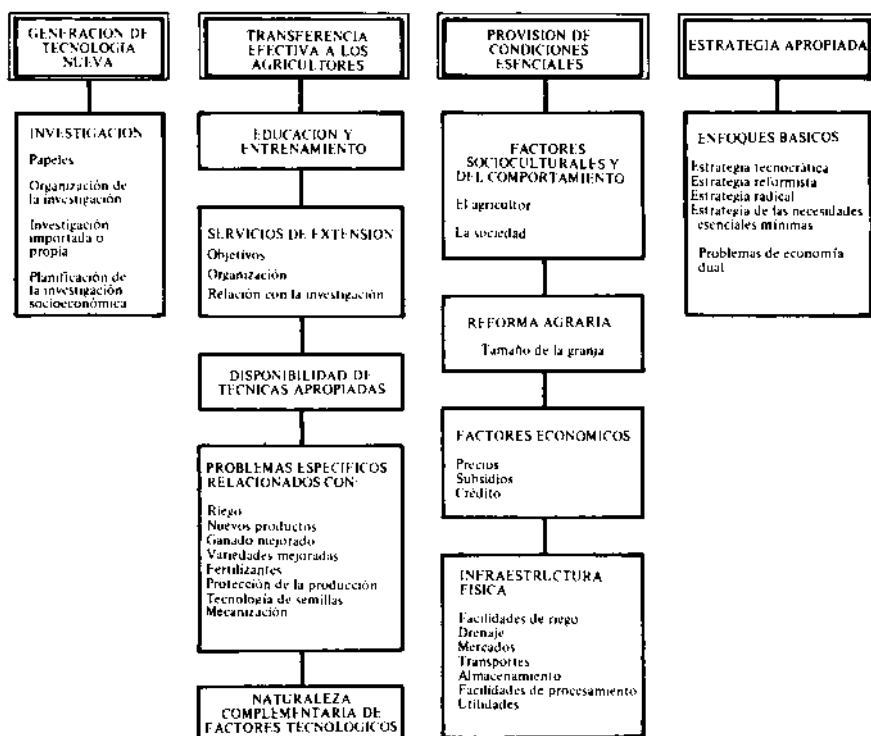 GENERACION DE
TECNOLOGIA
NUEVA
INVESTIGACION
Papeles
Organización de
la investigación
Investigación
importada o
propia
Planificación de
la investigación
socioeconómica
TRANSFERENCIA
EFECTIVA A LOS
AGRICULTORES
EDUCACION Y
ENTRENAMIENTO
SERVICIOS DE EXTENSION
Objetivos
Organización
Relación con la investigación
DISPONIBILIDAD DE
TECNICAS APROPIADAS
PROBLEMAS ESPECIFICOS
RELACIONADOS CON:
Riego
Nuevos productos
Ganado mejorado
Variedades mejoradas
Fertilizantes
Protección de la producción
Tecnología de semillas
Mecanización
NATURALEZA
COMPLEMENTARIA DE
FACTORES TECNOLOGICOS
PROVISION DE
CONDICIONES
ESENCIALES
FACTORES
SOCIOCULTURALES Y
DEL COMPORTAMIENTO
El agricultor
La sociedad
REFORMA AGRARIA
Tamaño de la granja
FACTORES ECONOMICOS
Precios
Subsidios
Crédito
INFRAESTRUCTURA
FISICA
Facilidades de riego
Drenaje
Mercados
Transportes
Almacenamiento
Facilidades de procesamiento
Utilidades
ESTRATEGIA APROPIADA
ENFOQUES BASICOS
Estrategia tecnocrática
Estrategia reformista
Estrategia radical
Estrategia de las necesidades
esenciales mínimas
Problemas de economía
dual